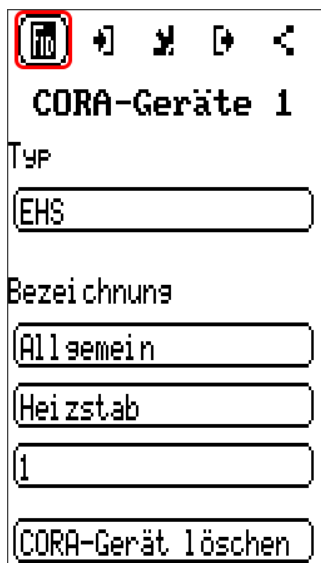 CORA-Geräte 1
Typ
EHS
Bezeichnung
Allgemein
Heizstab
1
CORA-Gerät löschen